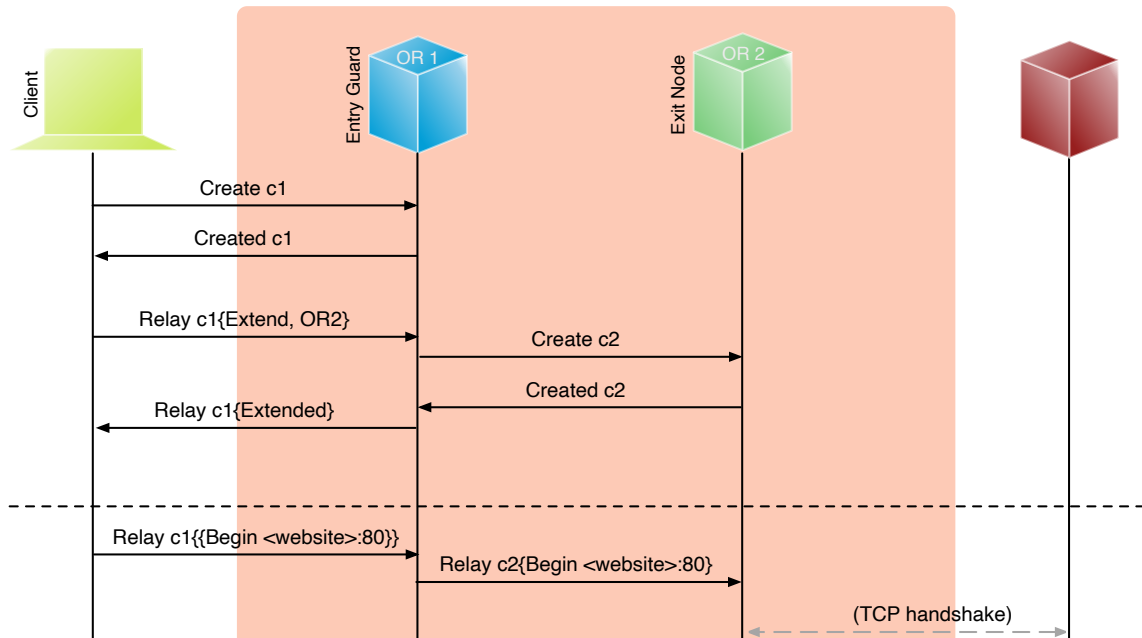 Client
Entry Guard
OR 1
Exit Node
OR 2
Create c1
Created c1
Relay c1{Extend, OR2}
Create c2
Created c2
Relay c1{Extended}
Relay c1{{Begin <website>:80}}
Relay c2{Begin <website>:80}
(TCP handshake)